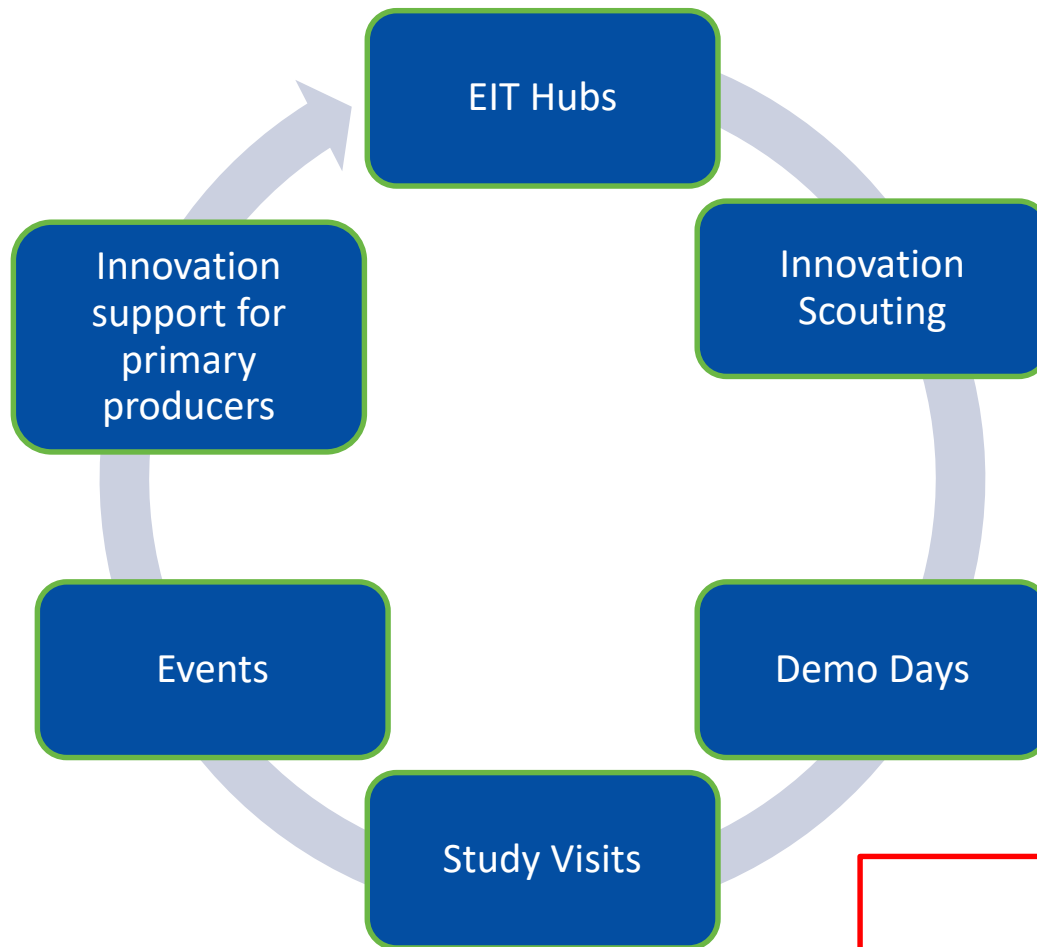 EIT Hubs
Innovation
Scouting
Demo Days
Study Visits
Events
Innovation
support for
primary
producers